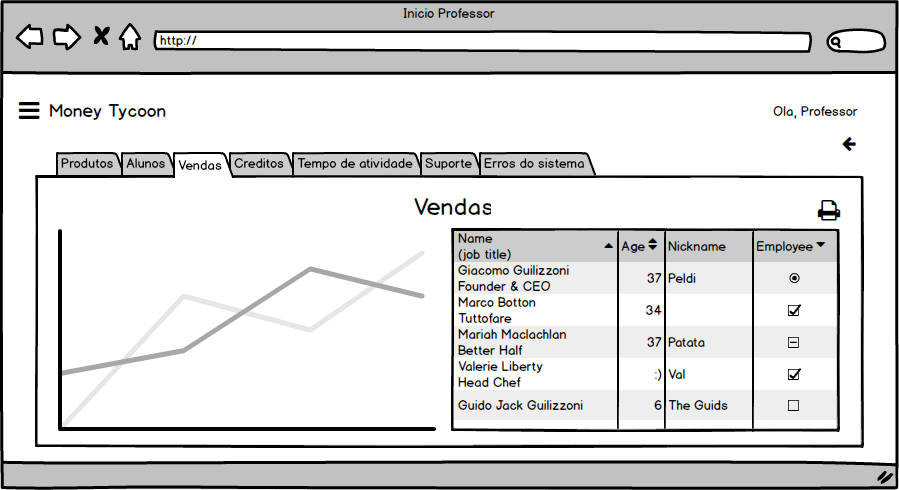 Inicio Professor
http://
Money Tycoon
Ola, Professor
Produtos Alunos Vendas Creditos Tempo de atividade Suporte Erros do sistema
Vendas
Name
(job title)
Age Nickname Employee
Giacomo Guilizzoni
Founder & CEO
37 Peldi
Marco Botton
Tuttofare
34
Mariah Maclachlan
Better Half
37 Patata
Valerie Liberty
Head Chef
:) Val
Guido Jack Guilizzoni 6 The Guids